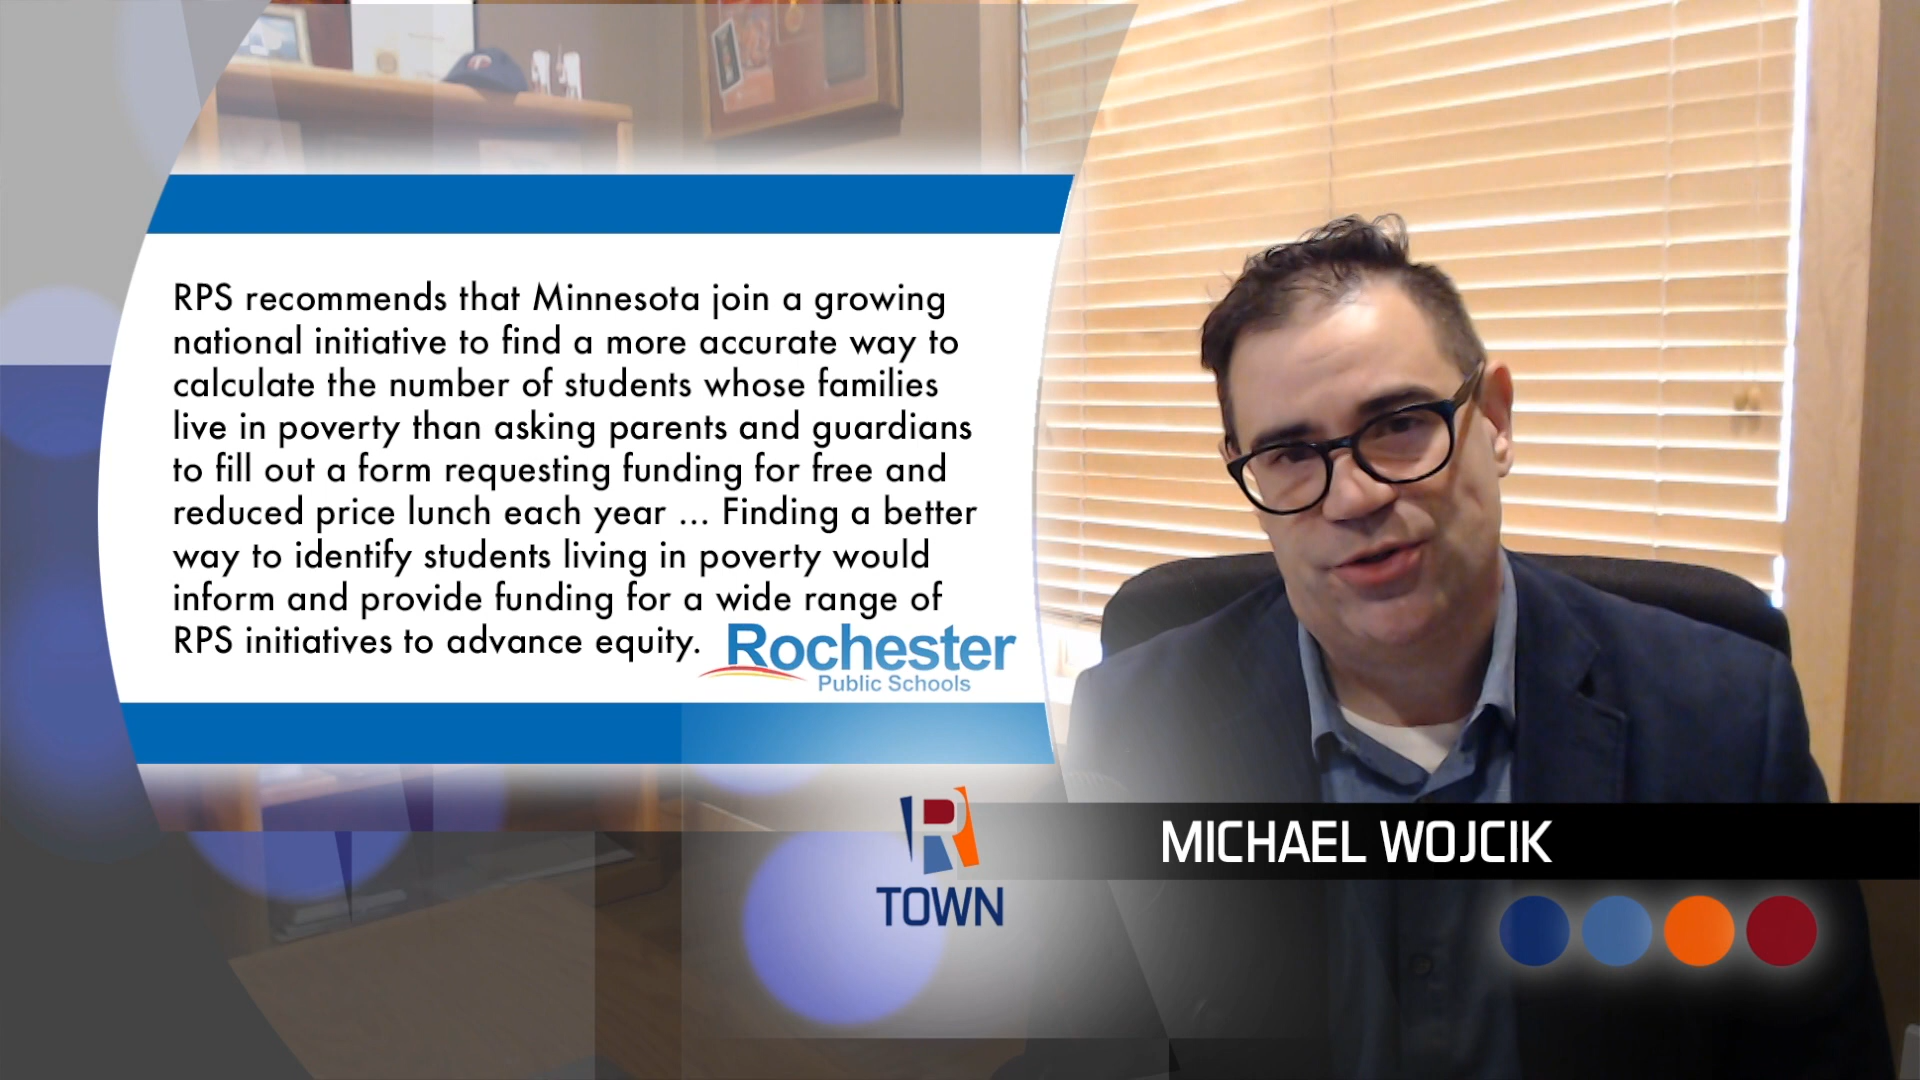 RPS recommends that Minnesota join a growing
national initiative to find a more accurate way to
calculate the number of students whose families
live in poverty than asking parents and guardians
to fill out a form requesting funding for free and
reduced price lunch each year ... Finding a better
way to identify students living in poverty would
inform and provide funding for a wide range of
RPS initiatives to advance equity.
Rochester
Public Schools
R
TOWN
MICHAEL WOJCIK